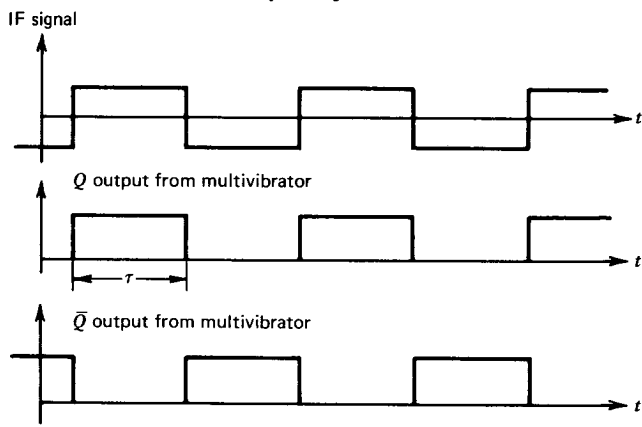 IF signal
t
Q output from multivibrator
τ
t
Q̄ output from multivibrator
t